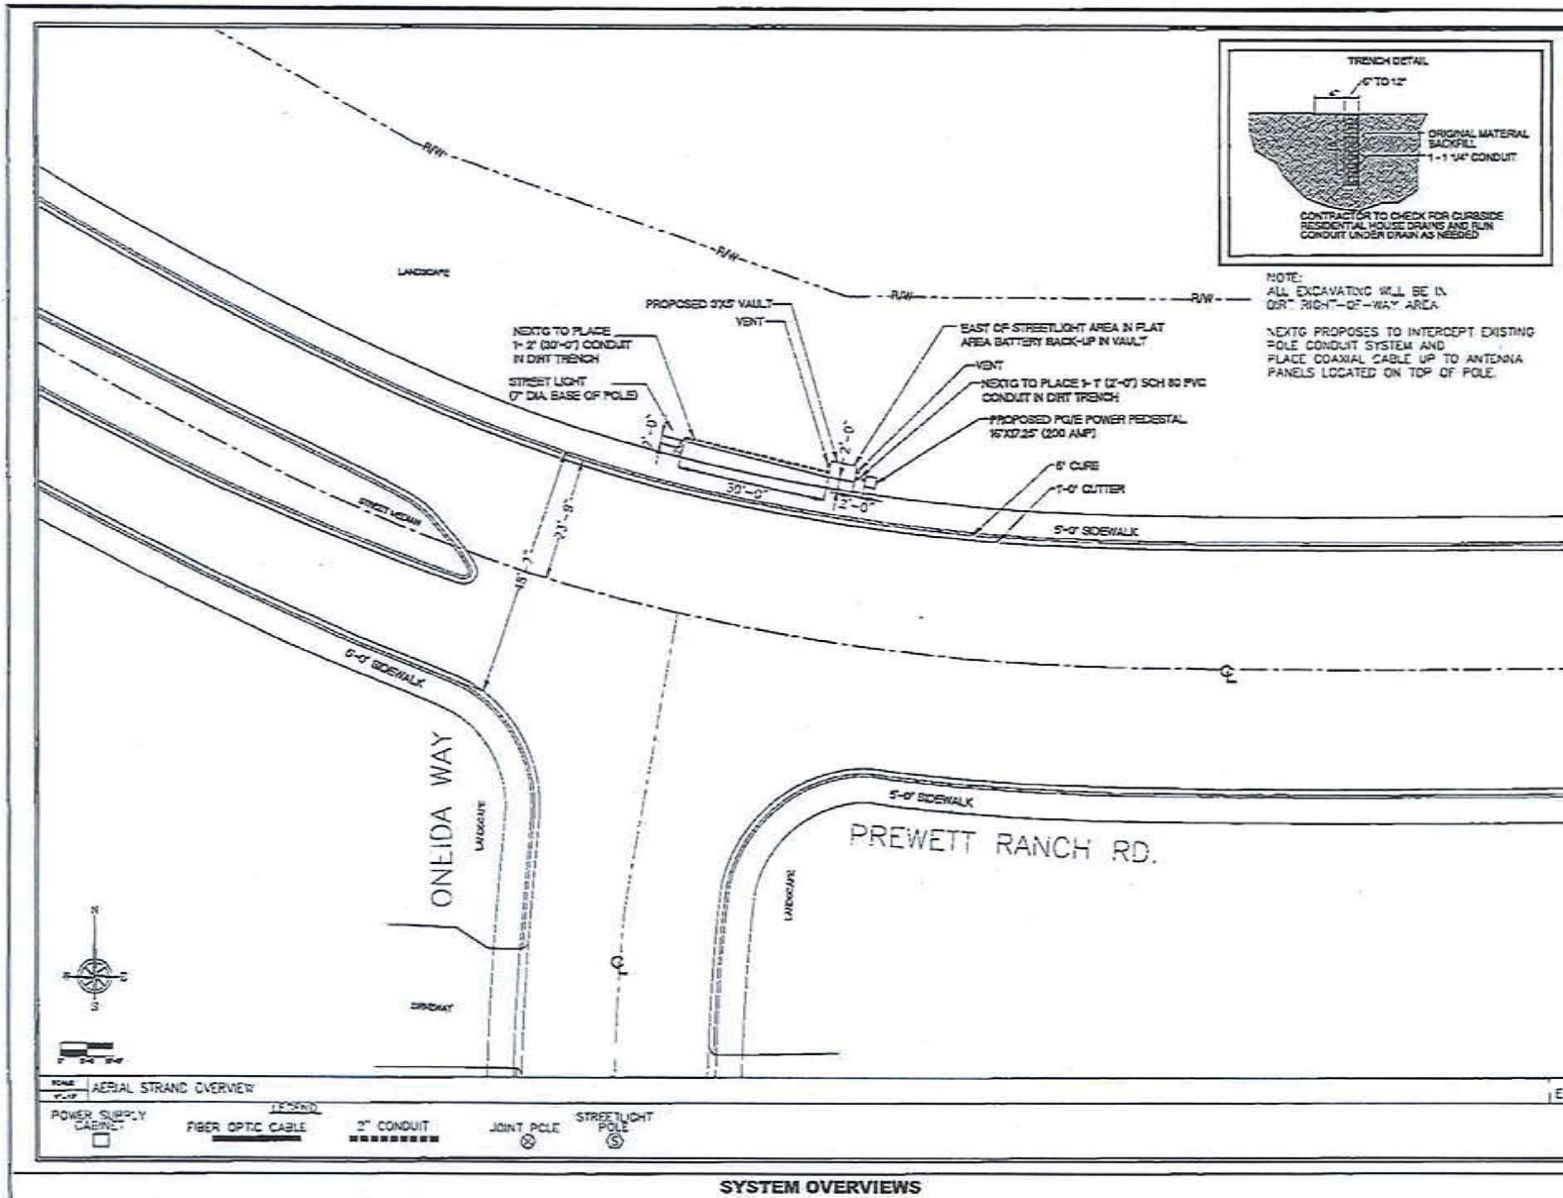 TRENCH DETAIL
6" TO 12"
ORIGINAL MATERIAL
BACKFILL
1 - 1 1/4" CONDUIT
CONTRACTOR TO CHECK FOR CURBSIDE
RESIDENTIAL HOUSE DRAINS AND RUN
CONDUIT UNDER DRAIN AS NEEDED
NOTE:
ALL EXCAVATING WILL BE IN
DIRT RIGHT-OF-WAY AREA
NEXTG PROPOSES TO INTERCEPT EXISTING
POLE CONDUIT SYSTEM AND
PLACE COAXIAL CABLE UP TO ANTENNA
PANELS LOCATED ON TOP OF POLE.
R/W
R/W
R/W
R/W
LANDSCAPE
PROPOSED 3'X5' VAULT
VENT
NEXTG TO PLACE
1- 2" (30'-0") CONDUIT
IN DIRT TRENCH
STREET LIGHT
(7" DIA. BASE OF POLE)
EAST OF STREETLIGHT AREA IN FLAT
AREA BATTERY BACK-UP IN VAULT
VENT
NEXTG TO PLACE 1- 1" (2'-0") SCH 80 PVC
CONDUIT IN DIRT TRENCH
PROPOSED PG/E POWER PEDESTAL
16"X17.25" (200 AMP)
6" CURB
1'-0" GUTTER
5'-0" SIDEWALK
2'-0"
30'-0"
2'-0"
2'-0"
23'-9"
STREET MEDIAN
5'-0" SIDEWALK
ONEIDA WAY
LANDSCAPE
5'-0" SIDEWALK
PREWETT RANCH RD.
LANDSCAPE
DRIVEWAY
N
S
SCALE
AERIAL STRAND OVERVIEW
LEGEND
POWER SUPPLY
CABINET
FIBER OPTIC CABLE
2" CONDUIT
JOINT POLE
STREETLIGHT
POLE
S
SYSTEM OVERVIEWS